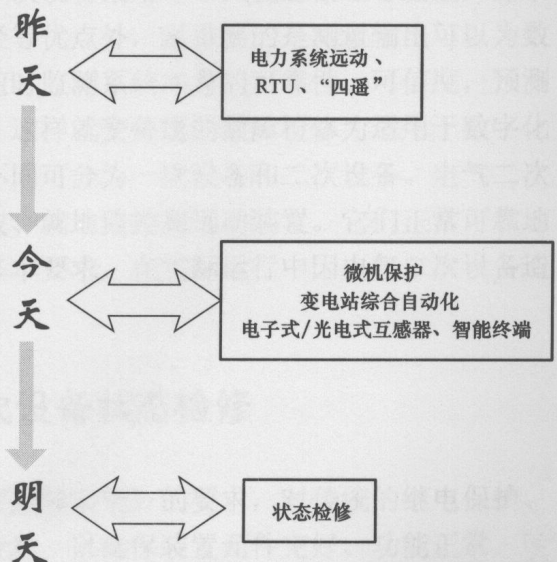 昨天
电力系统远动、
RTU、“四遥”
今天
微机保护
变电站综合自动化
电子式/光电式互感器、智能终端
明天
状态检修